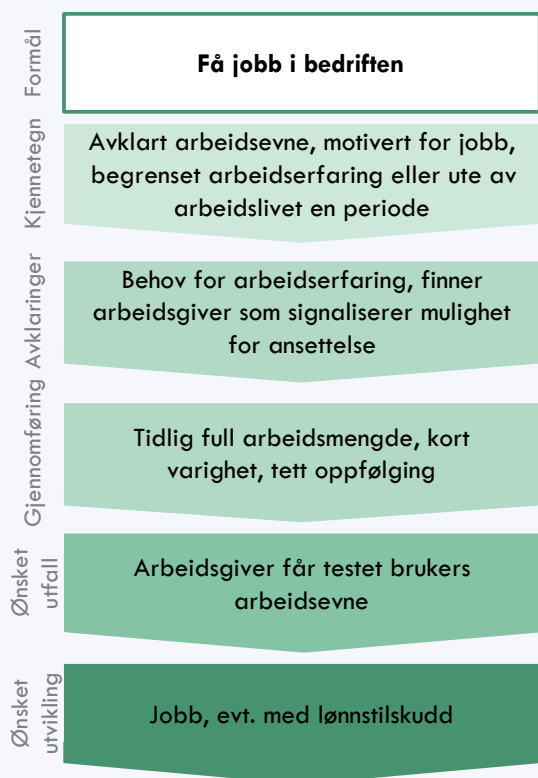 Formål
Få jobb i bedriften
Kjennetegn
Avklart arbeidsevne, motivert for jobb,
begrenset arbeidserfaring eller ute av
arbeidslivet en periode
Avklaringer
Behov for arbeidserfaring, finner
arbeidsgiver som signaliserer mulighet
for ansettelse
Gjennomføring
Tidlig full arbeidsmengde, kort
varighet, tett oppfølging
Ønsket
utfall
Arbeidsgiver får testet brukers
arbeidsevne
Ønsket
utvikling
Jobb, evt. med lønnstilskudd